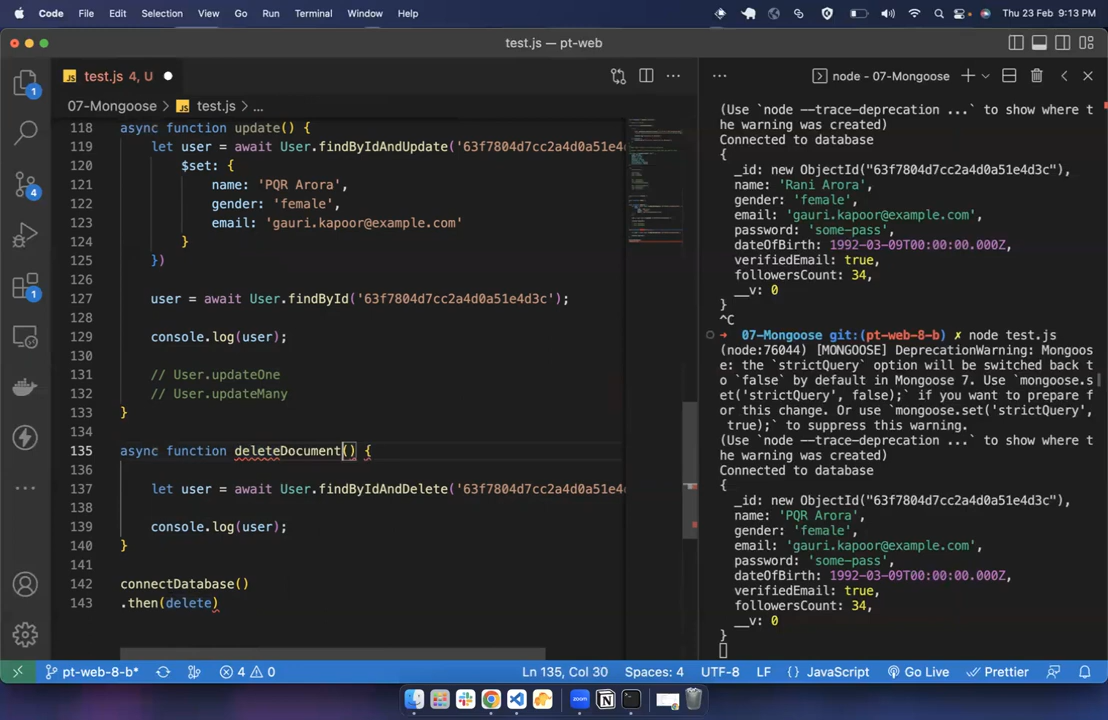 Code File Edit Selection View Go Run Terminal Window Help Thu 23 Feb 9:13 PM
test.js — pt-web
JS test.js 4, U
07-Mongoose > JS test.js > ...
118 async function update() {
119 let user = await User.findByIdAndUpdate('63f7804d7cc2a4d0a51e4
120 $set: {
121 name: 'PQR Arora',
122 gender: 'female',
123 email: 'gauri.kapoor@example.com'
124 }
125 })
126
127 user = await User.findById('63f7804d7cc2a4d0a51e4d3c');
128
129 console.log(user);
130
131 // User.updateOne
132 // User.updateMany
133 }
134
135 async function deleteDocument() {
136
137 let user = await User.findByIdAndDelete('63f7804d7cc2a4d0a51e4
138
139 console.log(user);
140 }
141
142 connectDatabase()
143 .then(delete)
node - 07-Mongoose
(Use `node --trace-deprecation ...` to show where t
he warning was created)
Connected to database
{
_id: new ObjectId("63f7804d7cc2a4d0a51e4d3c"),
name: 'Rani Arora',
gender: 'female',
email: 'gauri.kapoor@example.com',
password: 'some-pass',
dateOfBirth: 1992-03-09T00:00:00.000Z,
verifiedEmail: true,
followersCount: 34,
__v: 0
}
^C
➜ 07-Mongoose git:(pt-web-8-b) ✗ node test.js
(node:76044) [MONGOOSE] DeprecationWarning: Mongoos
e: the `strictQuery` option will be switched back t
o `false` by default in Mongoose 7. Use `mongoose.s
et('strictQuery', false);` if you want to prepare f
or this change. Or use `mongoose.set('strictQuery',
true);` to suppress this warning.
(Use `node --trace-deprecation ...` to show where t
he warning was created)
Connected to database
{
_id: new ObjectId("63f7804d7cc2a4d0a51e4d3c"),
name: 'PQR Arora',
gender: 'female',
email: 'gauri.kapoor@example.com',
password: 'some-pass',
dateOfBirth: 1992-03-09T00:00:00.000Z,
verifiedEmail: true,
followersCount: 34,
__v: 0
}
1
4
1
pt-web-8-b* 4 0 Ln 135, Col 30 Spaces: 4 UTF-8 LF {} JavaScript Go Live Prettier
zoom